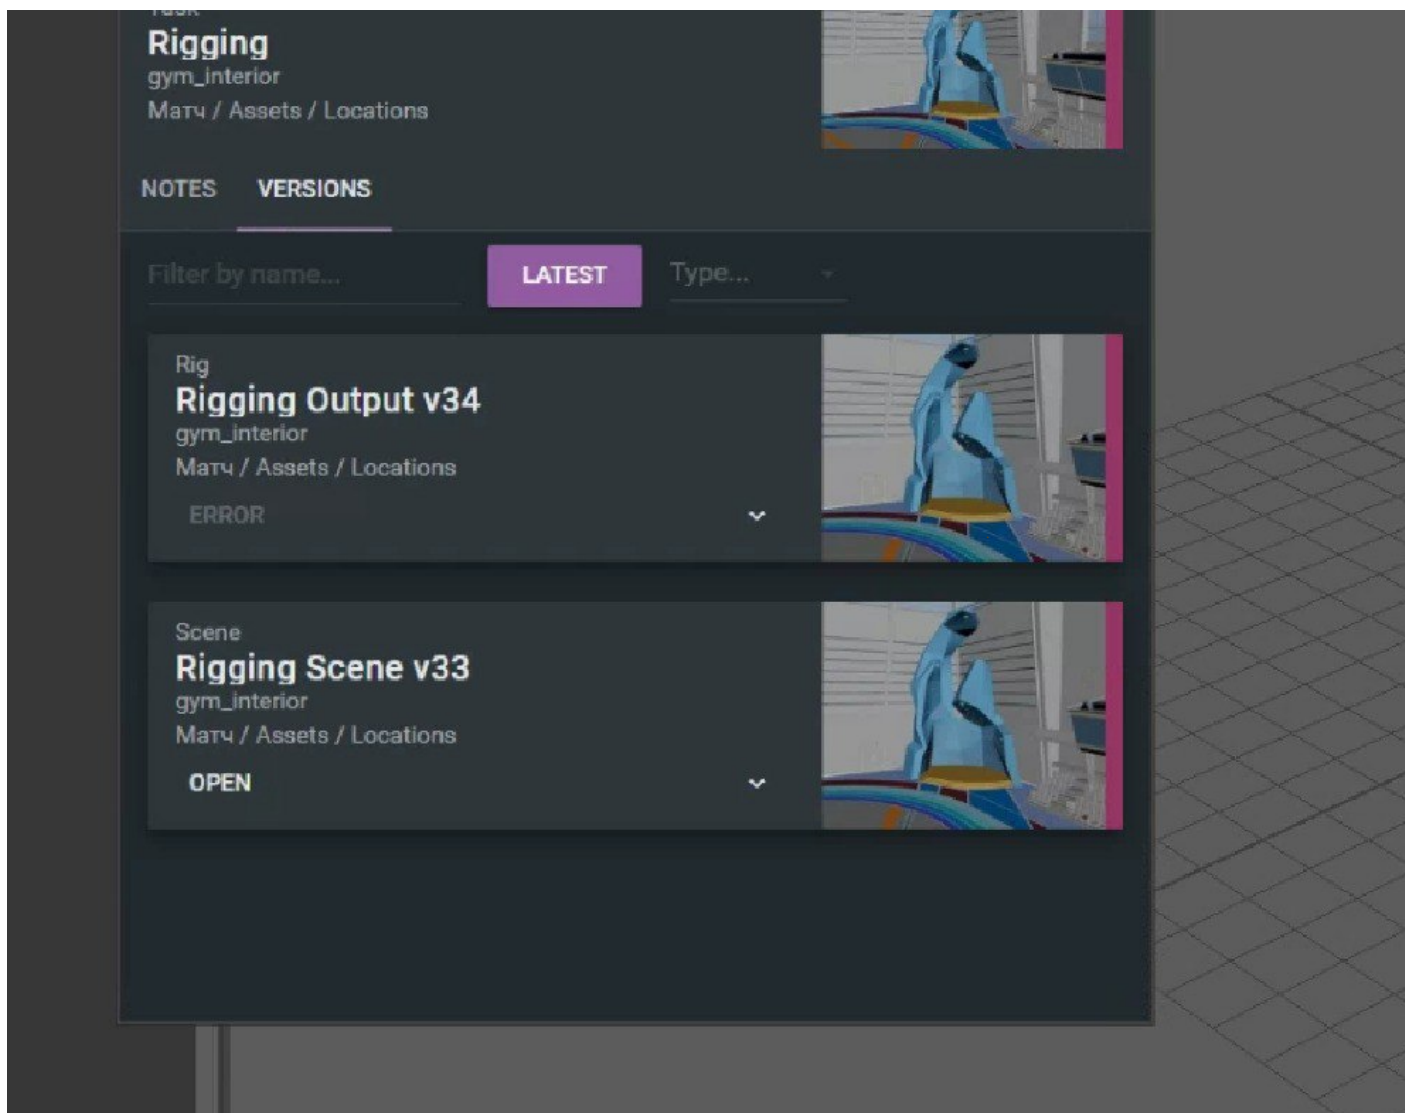 Rigging
gym_interior
Матч / Assets / Locations
NOTES VERSIONS
Filter by name... LATEST Type...
Rig
Rigging Output v34
gym_interior
Матч / Assets / Locations
ERROR
Scene
Rigging Scene v33
gym_interior
Матч / Assets / Locations
OPEN